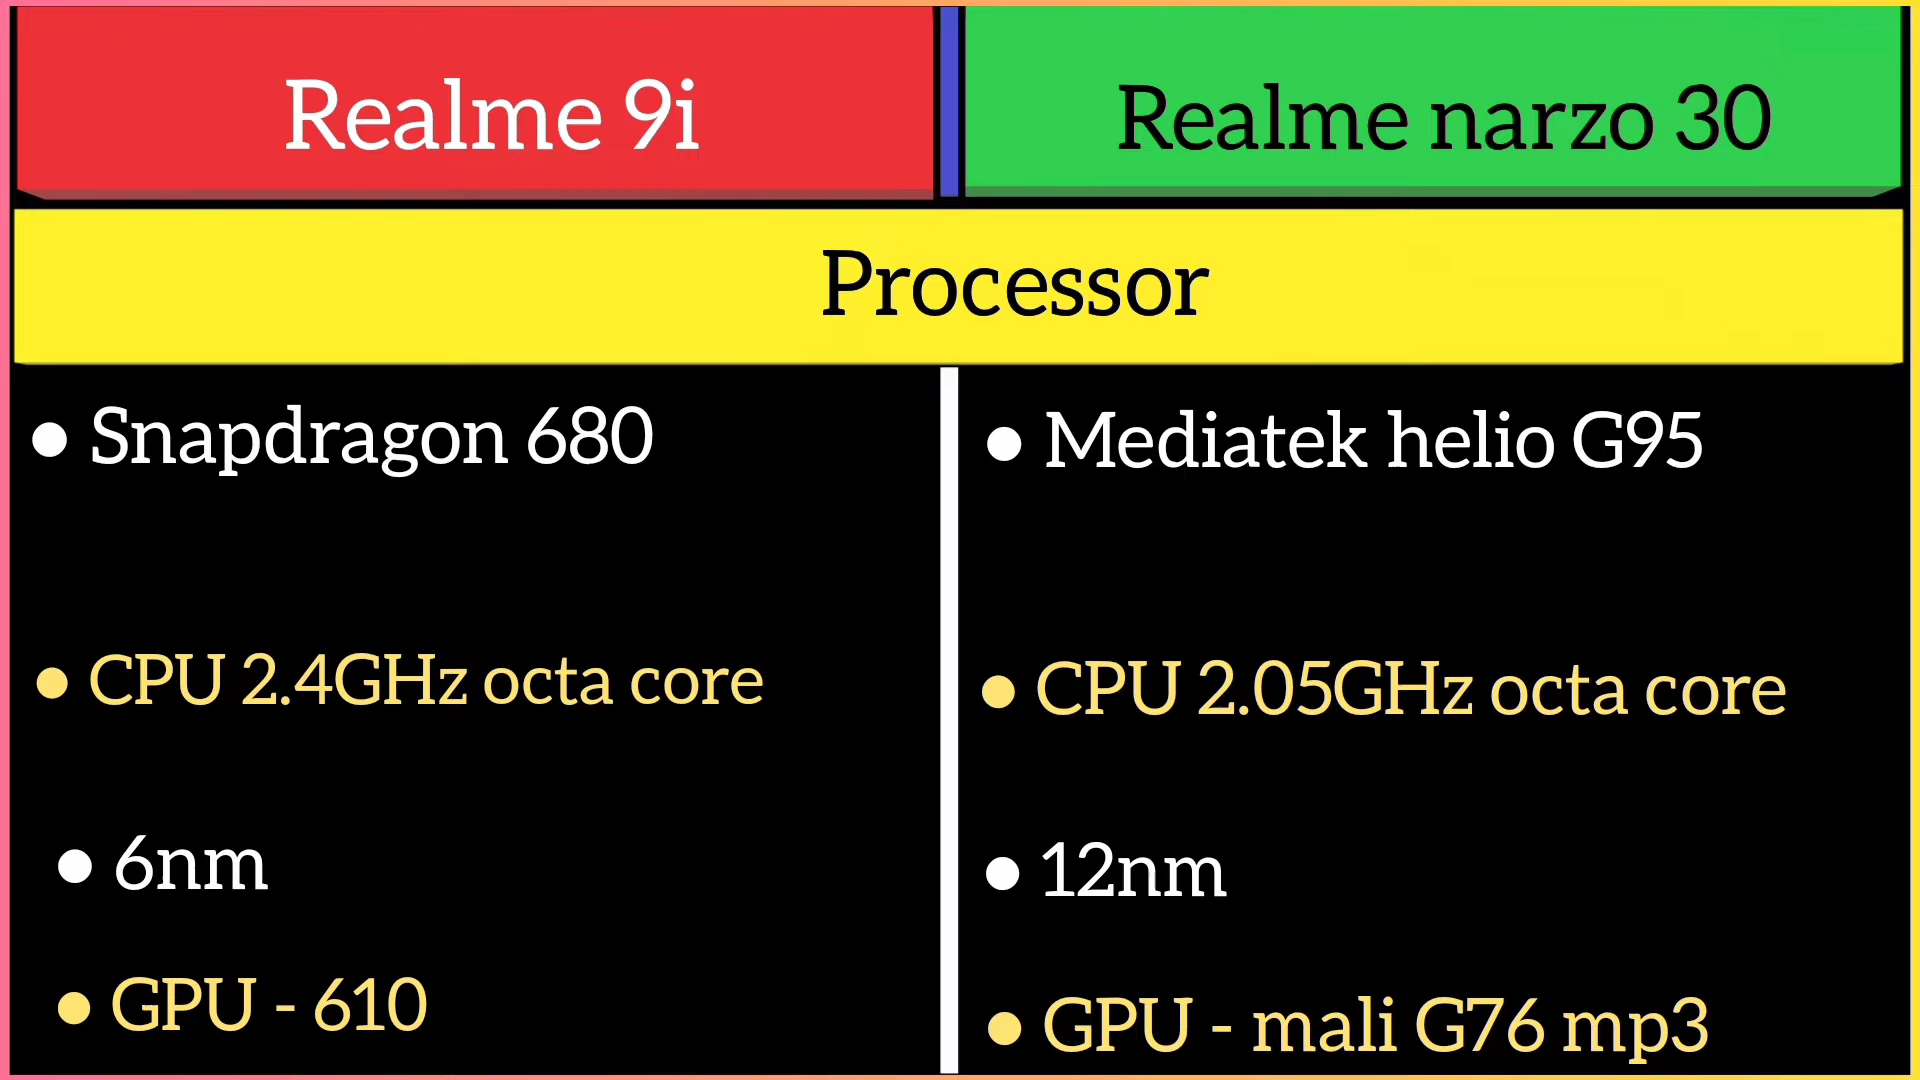 Realme 9i
Realme narzo 30
Processor
● Snapdragon 680
● Mediatek helio G95
● CPU 2.4GHz octa core
● CPU 2.05GHz octa core
● 6nm
● 12nm
● GPU - 610
● GPU - mali G76 mp3